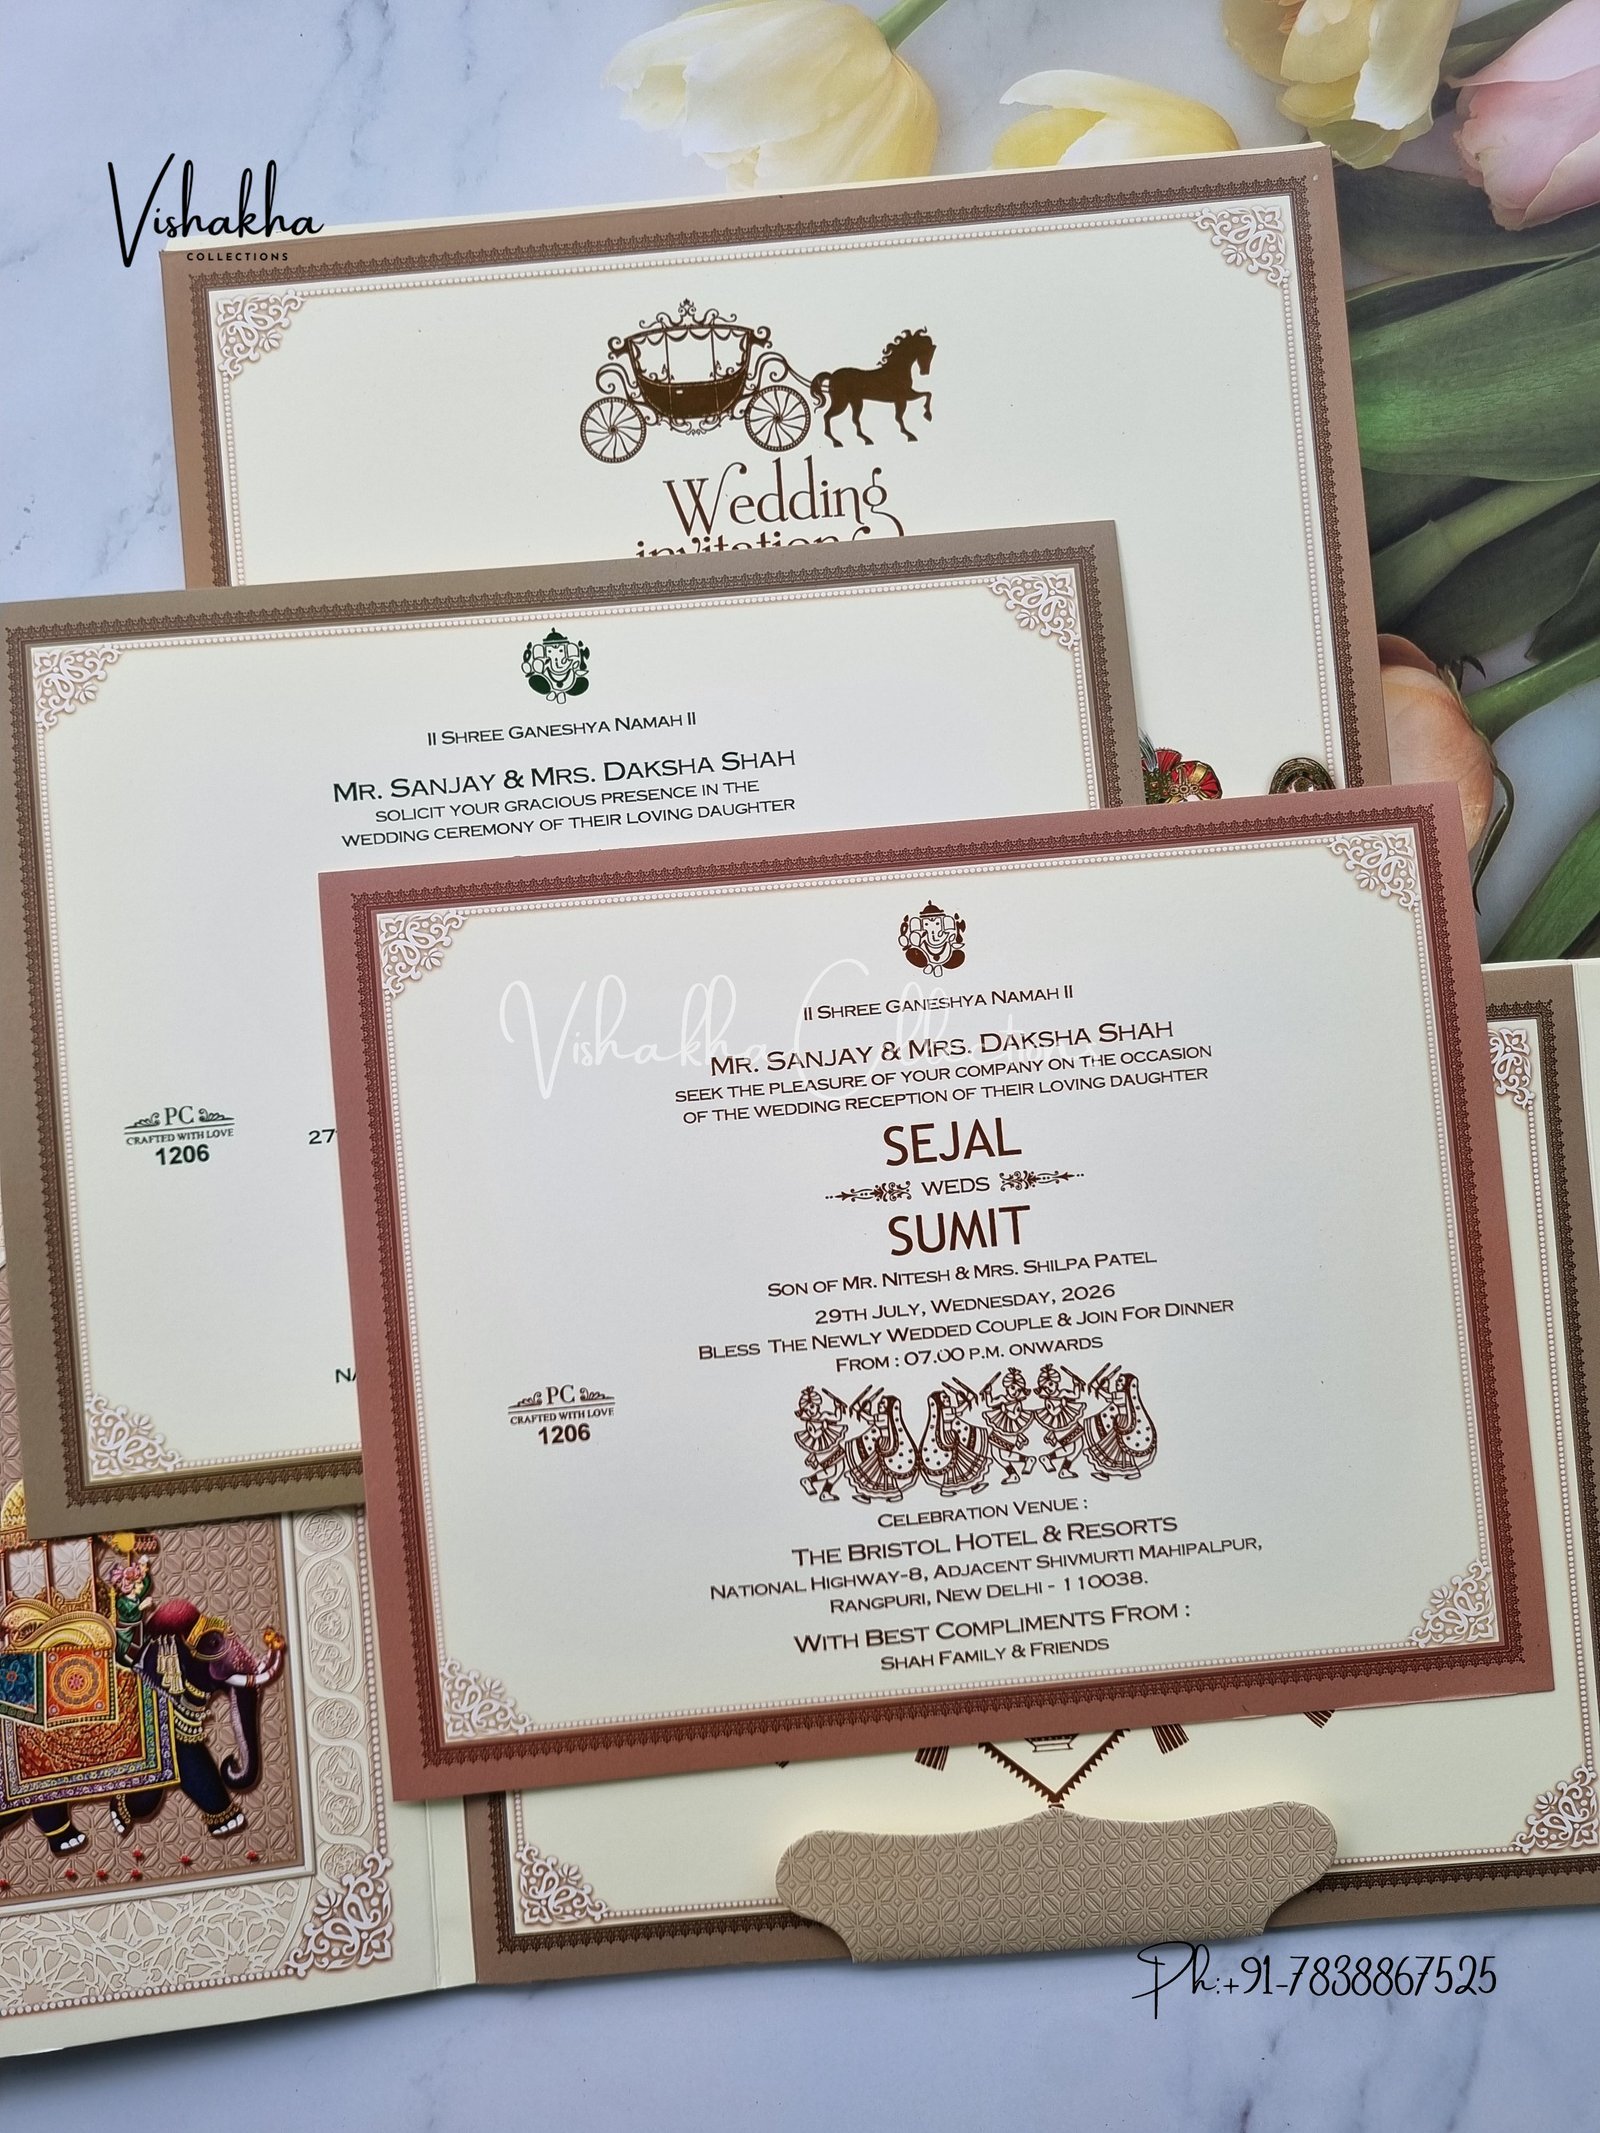 Vishakha
COLLECTIONS
Wedding
invitation
II SHREE GANESHYA NAMAH II
MR. SANJAY & MRS. DAKSHA SHAH
SOLICIT YOUR GRACIOUS PRESENCE IN THE
WEDDING CEREMONY OF THEIR LOVING DAUGHTER
PC
CRAFTED WITH LOVE
1206
27
NA
II SHREE GANESHYA NAMAH II
MR. SANJAY & MRS. DAKSHA SHAH
SEEK THE PLEASURE OF YOUR COMPANY ON THE OCCASION
OF THE WEDDING RECEPTION OF THEIR LOVING DAUGHTER
SEJAL
WEDS
SUMIT
SON OF MR. NITESH & MRS. SHILPA PATEL
29TH JULY, WEDNESDAY, 2026
BLESS THE NEWLY WEDDED COUPLE & JOIN FOR DINNER
FROM : 07.00 P.M. ONWARDS
PC
CRAFTED WITH LOVE
1206
CELEBRATION VENUE :
THE BRISTOL HOTEL & RESORTS
NATIONAL HIGHWAY-8, ADJACENT SHIVMURTI MAHIPALPUR,
RANGPURI, NEW DELHI - 110038.
WITH BEST COMPLIMENTS FROM :
SHAH FAMILY & FRIENDS
Vishakha Collection
Ph:+91-7838867525